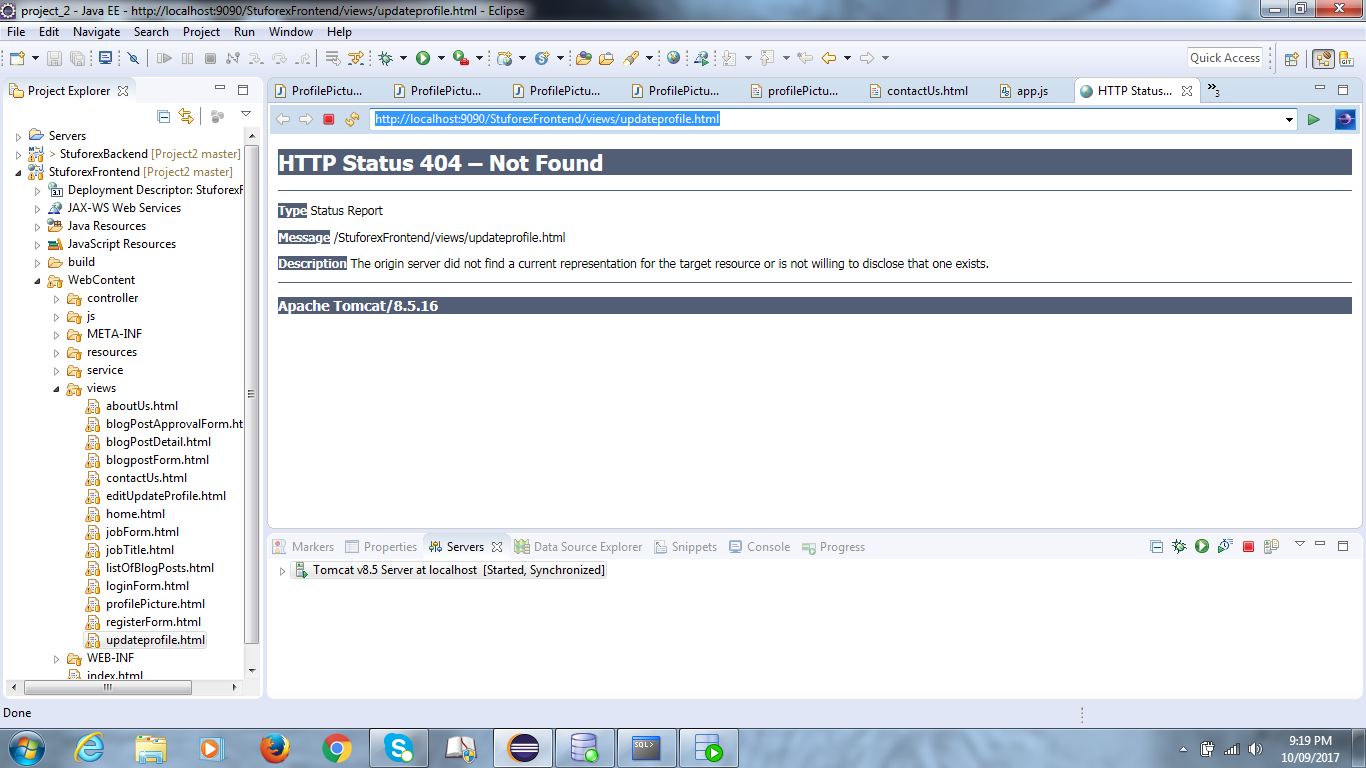 project_2 - Java EE - http://localhost:9090/StuforexFrontend/views/updateprofile.html - Eclipse
File Edit Navigate Search Project Run Window Help
Quick Access
Project Explorer
ProfilePictu... ProfilePictu... ProfilePictu... ProfilePictu... profilePictu... contactUs.html app.js HTTP Status... »3
http://localhost:9090/StuforexFrontend/views/updateprofile.html
Servers
> StuforexBackend [Project2 master]
StuforexFrontend [Project2 master]
Deployment Descriptor: StuforexF
JAX-WS Web Services
Java Resources
JavaScript Resources
build
WebContent
controller
js
META-INF
resources
service
views
aboutUs.html
blogPostApprovalForm.ht
blogPostDetail.html
blogpostForm.html
contactUs.html
editUpdateProfile.html
home.html
jobForm.html
jobTitle.html
listOfBlogPosts.html
loginForm.html
profilePicture.html
registerForm.html
updateprofile.html
WEB-INF
index.html
HTTP Status 404 – Not Found
Type Status Report
Message /StuforexFrontend/views/updateprofile.html
Description The origin server did not find a current representation for the target resource or is not willing to disclose that one exists.
Apache Tomcat/8.5.16
Markers Properties Servers Data Source Explorer Snippets Console Progress
Tomcat v8.5 Server at localhost [Started, Synchronized]
Done
SQL>
9:19 PM
10/09/2017